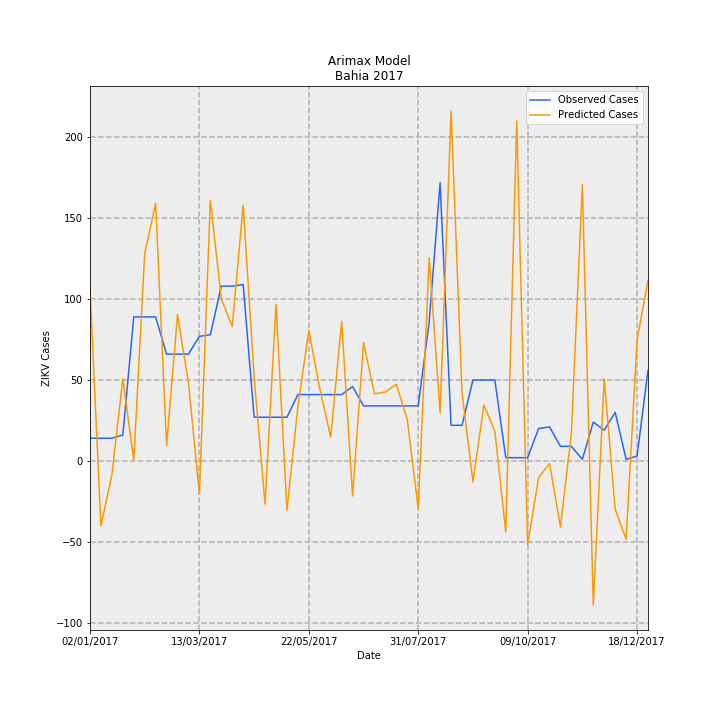 Arimax Model
Bahia 2017
Observed Cases
Predicted Cases
ZIKV Cases
200
150
100
50
0
−50
−100
02/01/2017 13/03/2017 22/05/2017 31/07/2017 09/10/2017 18/12/2017
Date